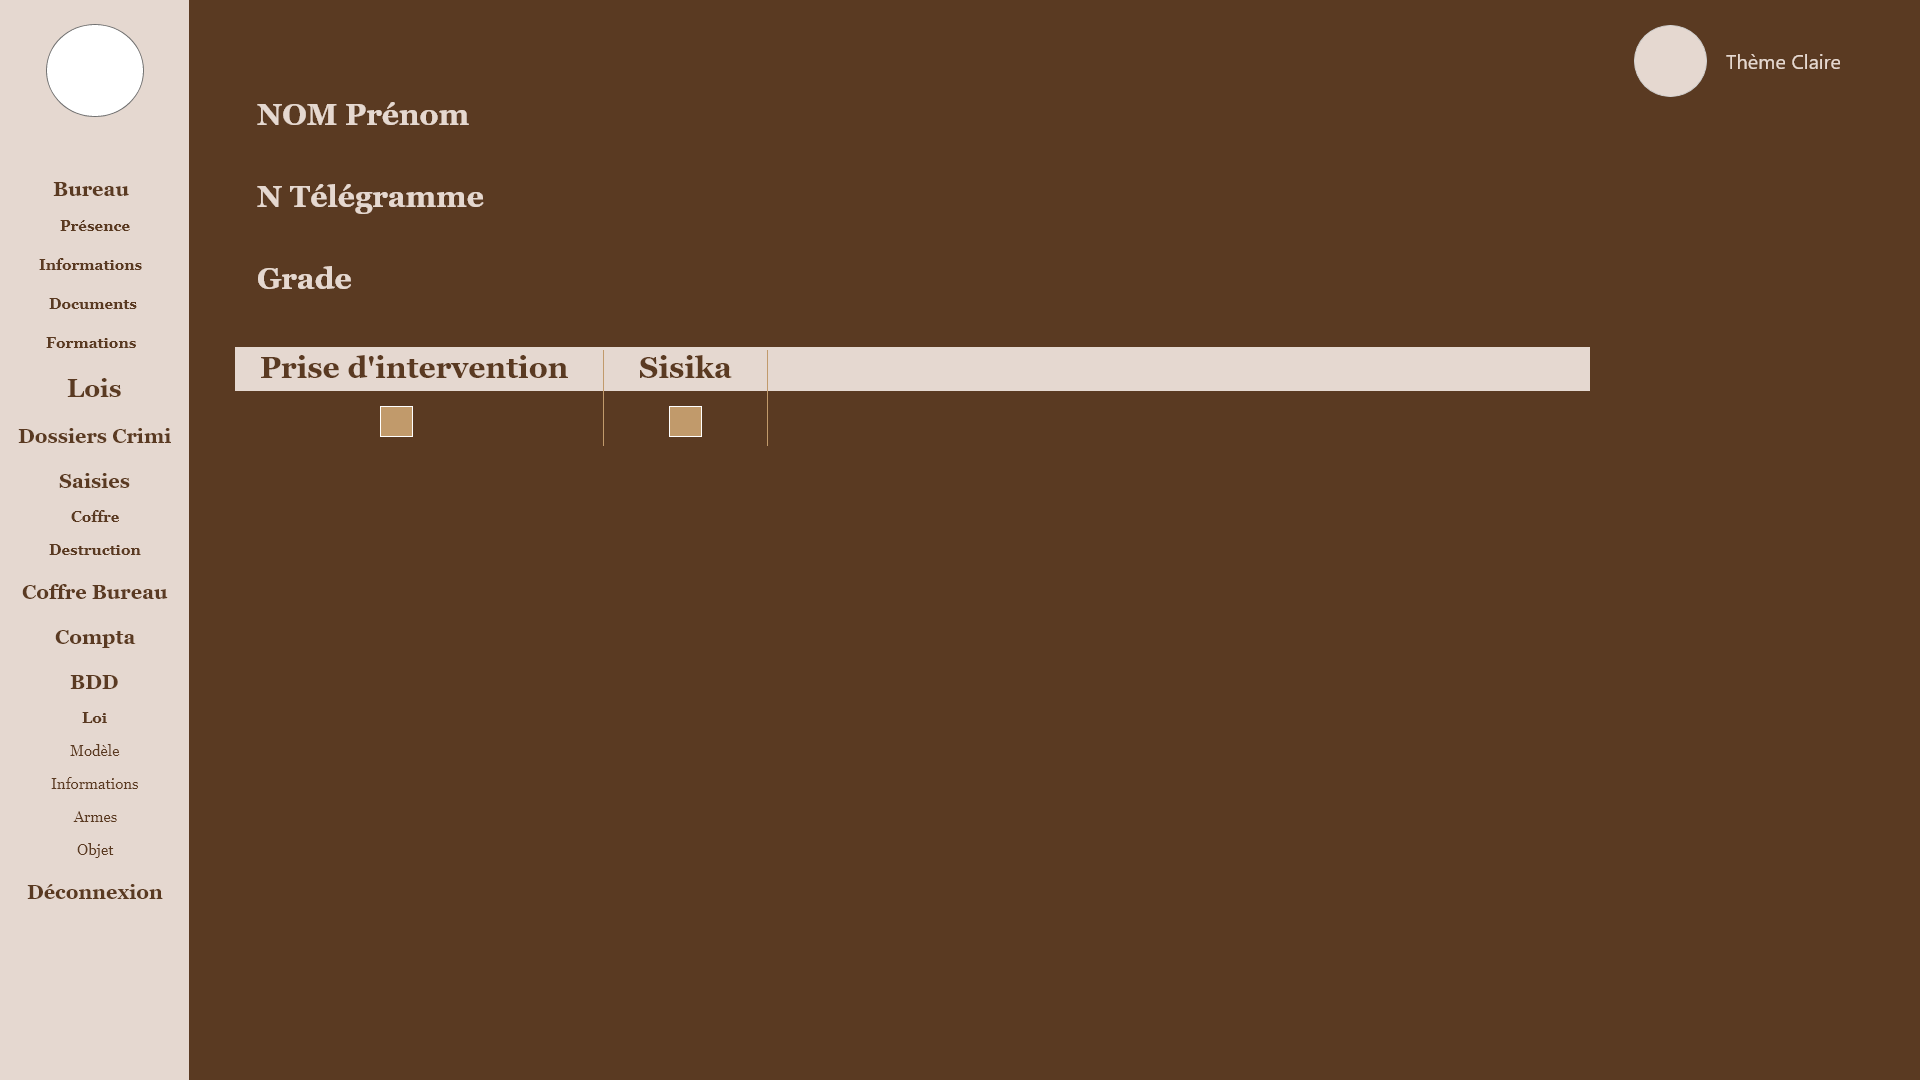 Bureau
Présence
Informations
Documents
Formations
Lois
Dossiers Crimi
Saisies
Coffre
Destruction
Coffre Bureau
Compta
BDD
Loi
Modèle
Informations
Armes
Objet
Déconnexion
Thème Claire
NOM Prénom
N Télégramme
Grade
Prise d'intervention
Sisika